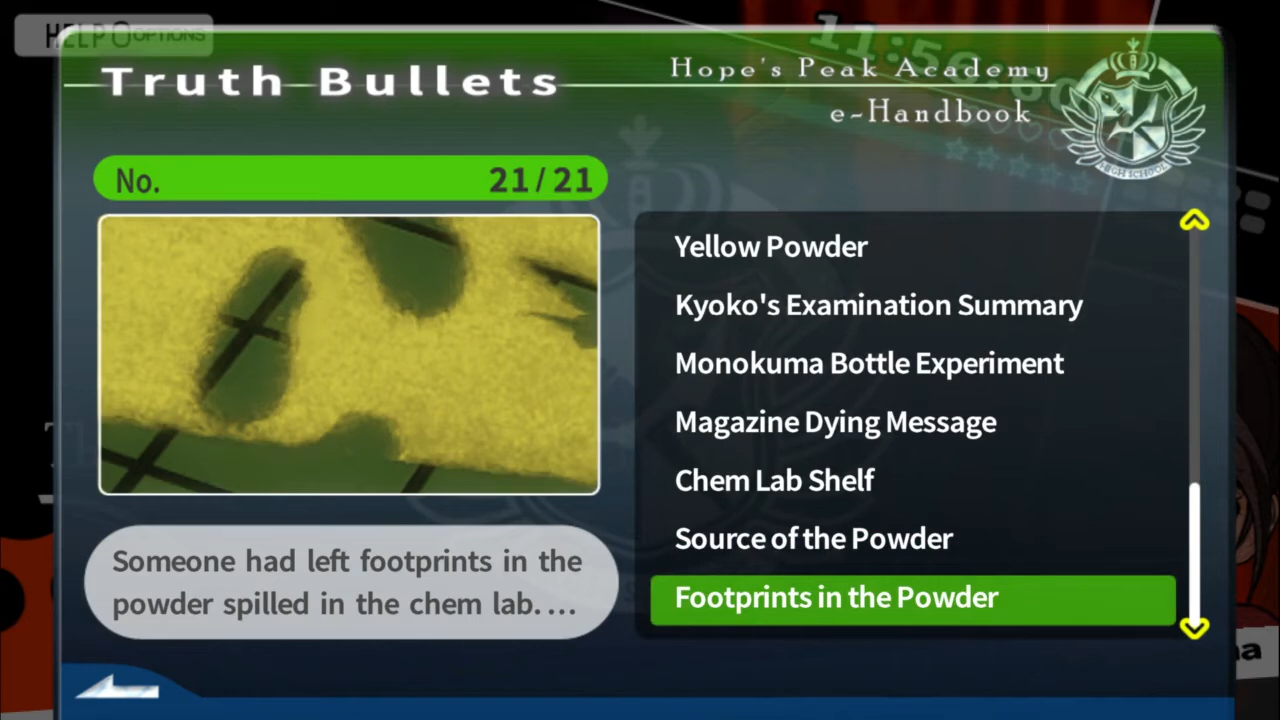 HELP OPTIONS
Truth Bullets
Hope's Peak Academy
e-Handbook
HIGH SCHOOL
No. 21/21
Yellow Powder
Kyoko's Examination Summary
Monokuma Bottle Experiment
Magazine Dying Message
Chem Lab Shelf
Source of the Powder
Footprints in the Powder
Someone had left footprints in the
powder spilled in the chem lab....